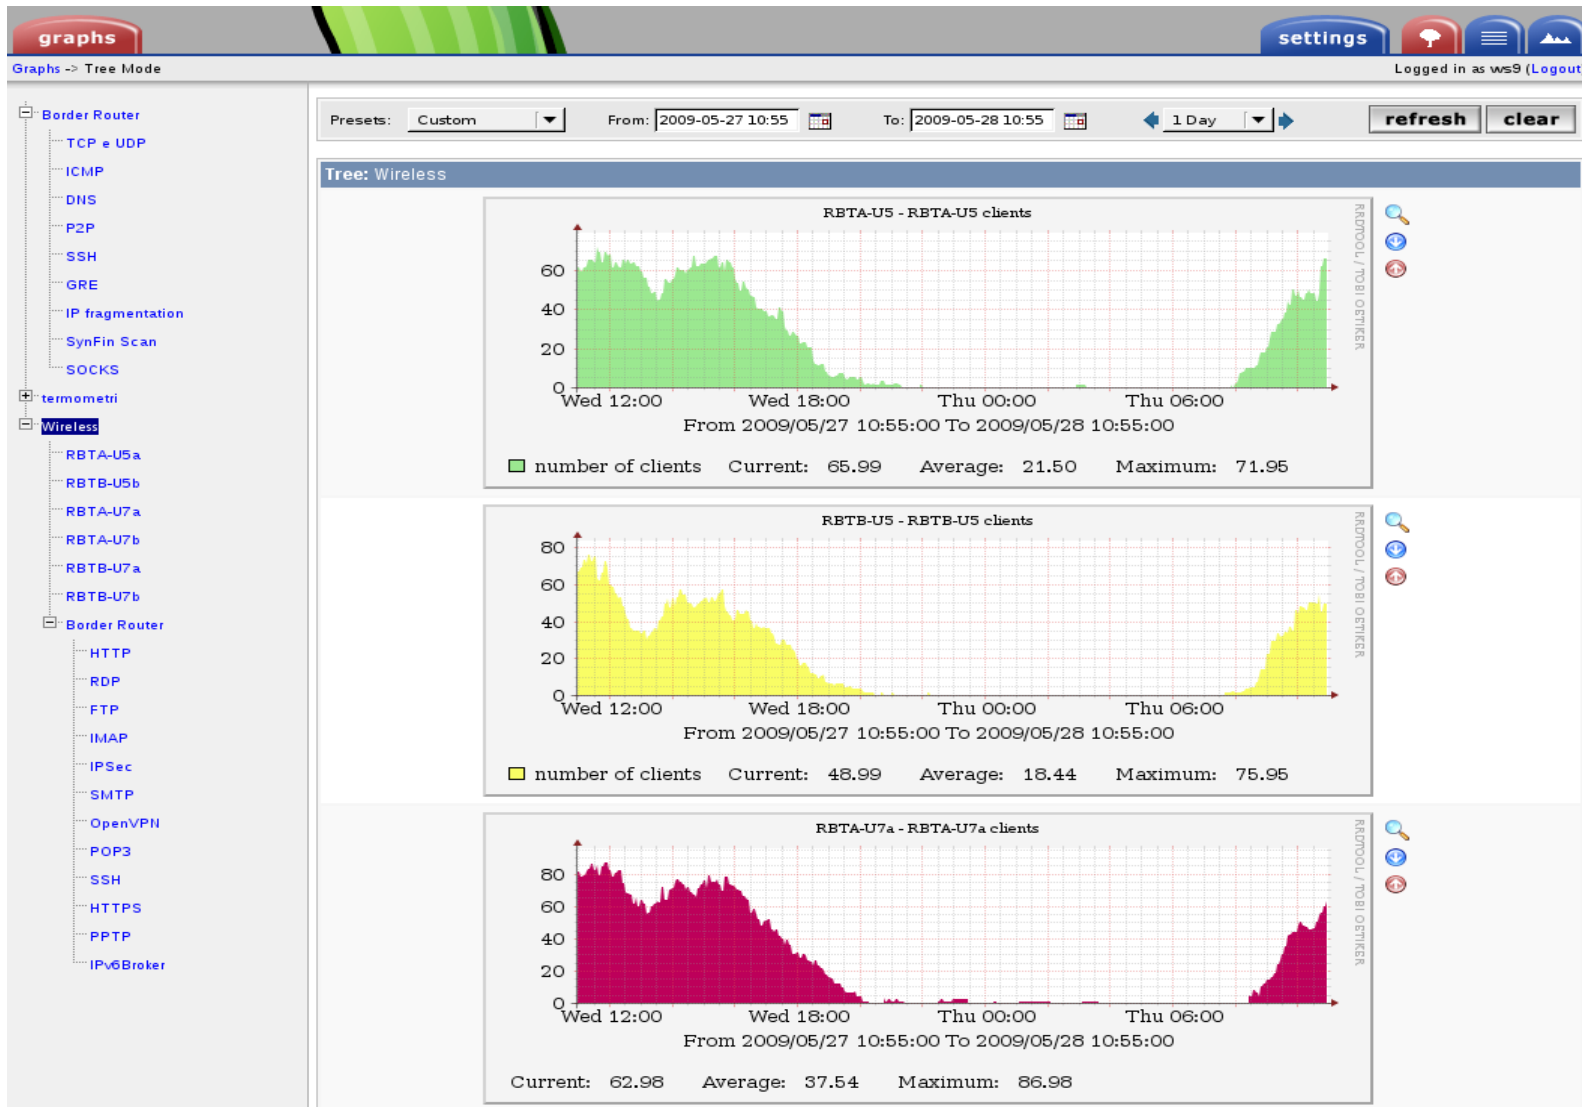 graphs
settings
Graphs -> Tree Mode
Logged in as ws9 (Logout
Border Router
TCP e UDP
ICMP
DNS
P2P
SSH
GRE
IP fragmentation
SynFin Scan
SOCKS
termometri
Wireless
RBTA-U5a
RBTB-U5b
RBTA-U7a
RBTA-U7b
RBTB-U7a
RBTB-U7b
Border Router
HTTP
RDP
FTP
IMAP
IPSec
SMTP
OpenVPN
POP3
SSH
HTTPS
PPTP
IPv6Broker
Presets: Custom From: 2009-05-27 10:55 To: 2009-05-28 10:55 1 Day refresh clear
Tree: Wireless
RBTA-U5 - RBTA-U5 clients
RRDTOOL / TOBI OETIKER
60
40
20
0
Wed 12:00 Wed 18:00 Thu 00:00 Thu 06:00
From 2009/05/27 10:55:00 To 2009/05/28 10:55:00
number of clients Current: 65.99 Average: 21.50 Maximum: 71.95
RBTB-U5 - RBTB-U5 clients
RRDTOOL / TOBI OETIKER
80
60
40
20
0
Wed 12:00 Wed 18:00 Thu 00:00 Thu 06:00
From 2009/05/27 10:55:00 To 2009/05/28 10:55:00
number of clients Current: 48.99 Average: 18.44 Maximum: 75.95
RBTA-U7a - RBTA-U7a clients
RRDTOOL / TOBI OETIKER
80
60
40
20
0
Wed 12:00 Wed 18:00 Thu 00:00 Thu 06:00
From 2009/05/27 10:55:00 To 2009/05/28 10:55:00
Current: 62.98 Average: 37.54 Maximum: 86.98